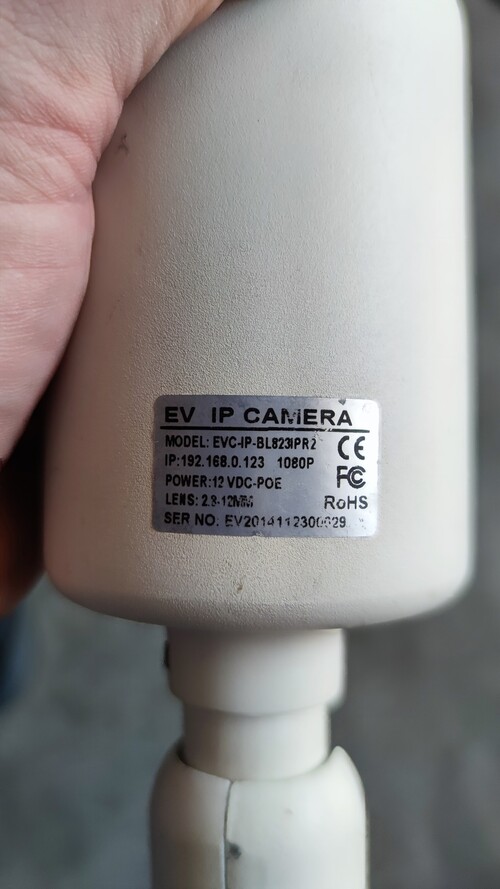 EV IP CAMERA
MODEL: EVC-IP-BL823IPR2
IP:192.168.0.123 1080P
POWER:12 VDC-POE
LENS: 2.8-12MM
SER NO:
CE
FC
RoHS